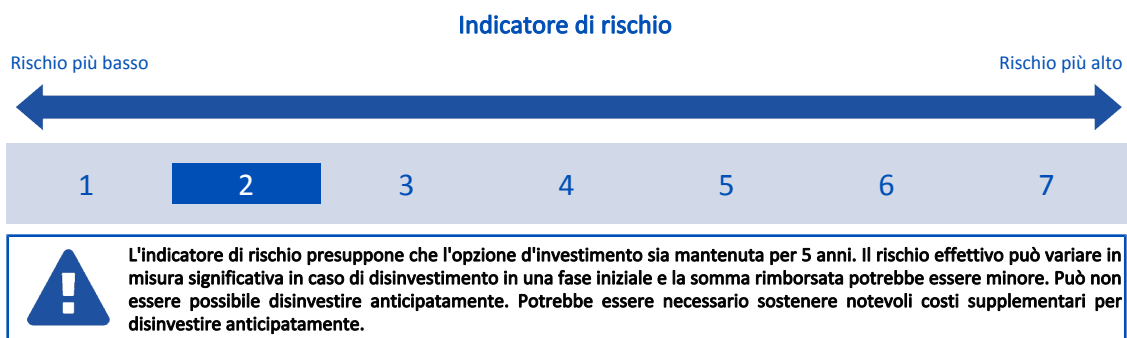 Indicatore di rischio
Rischio più basso Rischio più alto
1 2 3 4 5 6 7
L'indicatore di rischio presuppone che l'opzione d'investimento sia mantenuta per 5 anni. Il rischio effettivo può variare in
misura significativa in caso di disinvestimento in una fase iniziale e la somma rimborsata potrebbe essere minore. Può non
essere possibile disinvestire anticipatamente. Potrebbe essere necessario sostenere notevoli costi supplementari per
disinvestire anticipatamente.